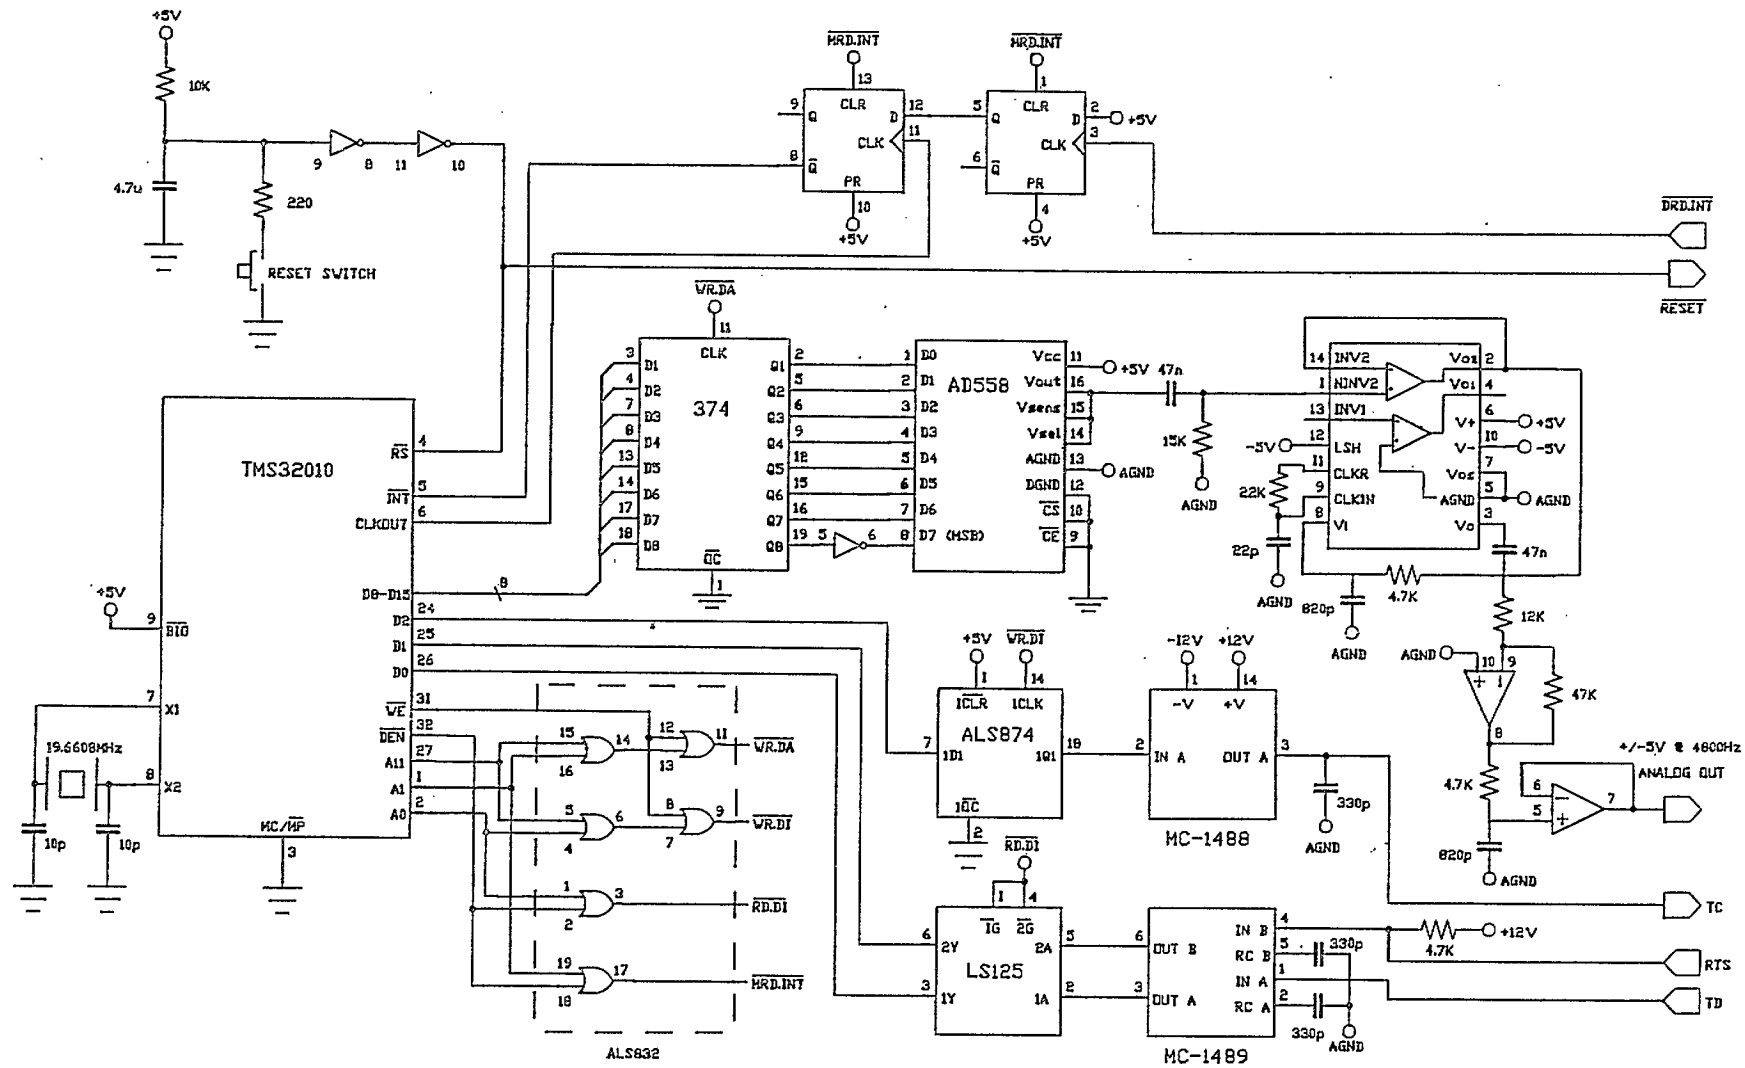 +5V
10K
4.7u
220
RESET SWITCH
9 8 11 10
MRD.INT
13
9 Q CLR D 12
11
CLK
8 Q
PR
10
+5V
MRD.INT
1
5 Q CLR D 2 +5V
3
CLK
6 Q
PR
4
+5V
DRD.INT
RESET
TMS32010
RS 4
INT 5
CLKOUT 6
D8-D15 8
D2 24
D1 25
D0 26
WE 31
DEN 32
A11 27
A1 1
A0 2
+5V
9 BIO
7 X1
8 X2
MC/MP
3
19.6608MHz
10p
10p
WR.DA
11
CLK
374
3 D1 Q1 2
4 D2 Q2 5
7 D3 Q3 6
8 D4 Q4 9
13 D5 Q5 12
14 D6 Q6 15
17 D7 Q7 16
18 D8 Q8 19
OC
1
5 6
AD558
1 D0
2 D1
3 D2
4 D3
5 D4
6 D5
7 D6
8 D7 (MSB)
Vcc 11 +5V
Vout 16
Vsens 15
Vsel 14
AGND 13 AGND
DGND 12
CS 10
CE 9
47n
15K
AGND
14 INV2
1 NINV2
13 INV1
-5V 12 LSH
11 CLKR
9 CLKIN
8 VI
Vo2 2
Vo1 4
V+ 6 +5V
V- 10 -5V
Vos 7
AGND 5 AGND
Vo 3
22K
22p
AGND
47n
4.7K
820p
AGND
12K
AGND 10 9
+ -
8
47K
4.7K
820p
AGND
6 -
5 +
7
+/-5V @ 4800Hz
ANALOG OUT
15 14
16
12 11 WR.DA
13
5 6
4
8 9 WR.DI
7
1 3 RD.DI
2
19 17 MRD.INT
18
ALS832
+5V WR.DI
1 14
1CLR 1CLK
ALS874
7 1D1 1Q1 18
1OC
2
-12V +12V
1 14
-V +V
2 IN A OUT A 3
MC-1488
330p
AGND
RD.DI
1 4
1G 2G
6 2Y 2A 5
LS125
3 1Y 1A 2
6 OUT B
3 OUT A
IN B 4
RC B 5
IN A 1
RC A 2
MC-1489
330p
330p
AGND
4.7K
+12V
TC
RTS
TD